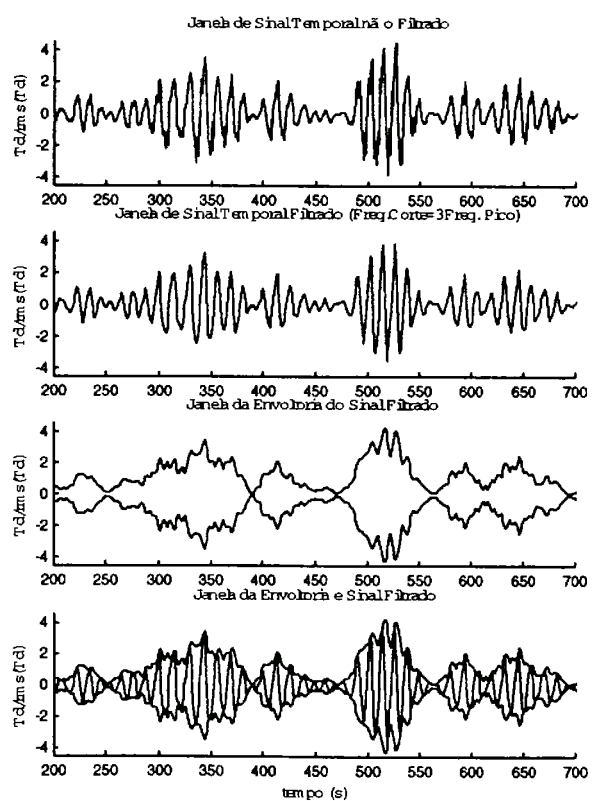 Janela de Sinal Temporal não Filtrado
Td/rms(Td)
4
2
0
-2
-4
200 250 300 350 400 450 500 550 600 650 700
Janela de Sinal Temporal Filtrado (Freq.Corte=3Freq.Pico)
Td/rms(Td)
4
2
0
-2
-4
200 250 300 350 400 450 500 550 600 650 700
Janela da Envoltoria do Sinal Filtrado
Td/rms(Td)
4
2
0
-2
-4
200 250 300 350 400 450 500 550 600 650 700
Janela da Envoltoria e Sinal Filtrado
Td/rms(Td)
4
2
0
-2
-4
200 250 300 350 400 450 500 550 600 650 700
tempo (s)